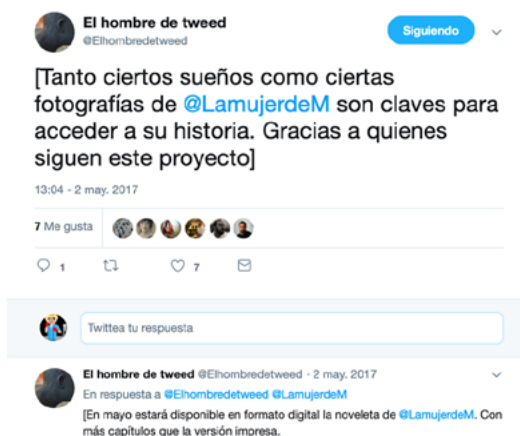 El hombre de tweed
@Elhombredetweed
Siguiendo
[Tanto ciertos sueños como ciertas
fotografías de @LamujerdeM son claves para
acceder a su historia. Gracias a quienes
siguen este proyecto]
13:04 - 2 may. 2017
7 Me gusta
1 7
Twittea tu respuesta
El hombre de tweed @Elhombredetweed · 2 may. 2017
En respuesta a @Elhombredetweed @LamujerdeM
[En mayo estará disponible en formato digital la noveleta de @LamujerdeM. Con
más capítulos que la versión impresa.